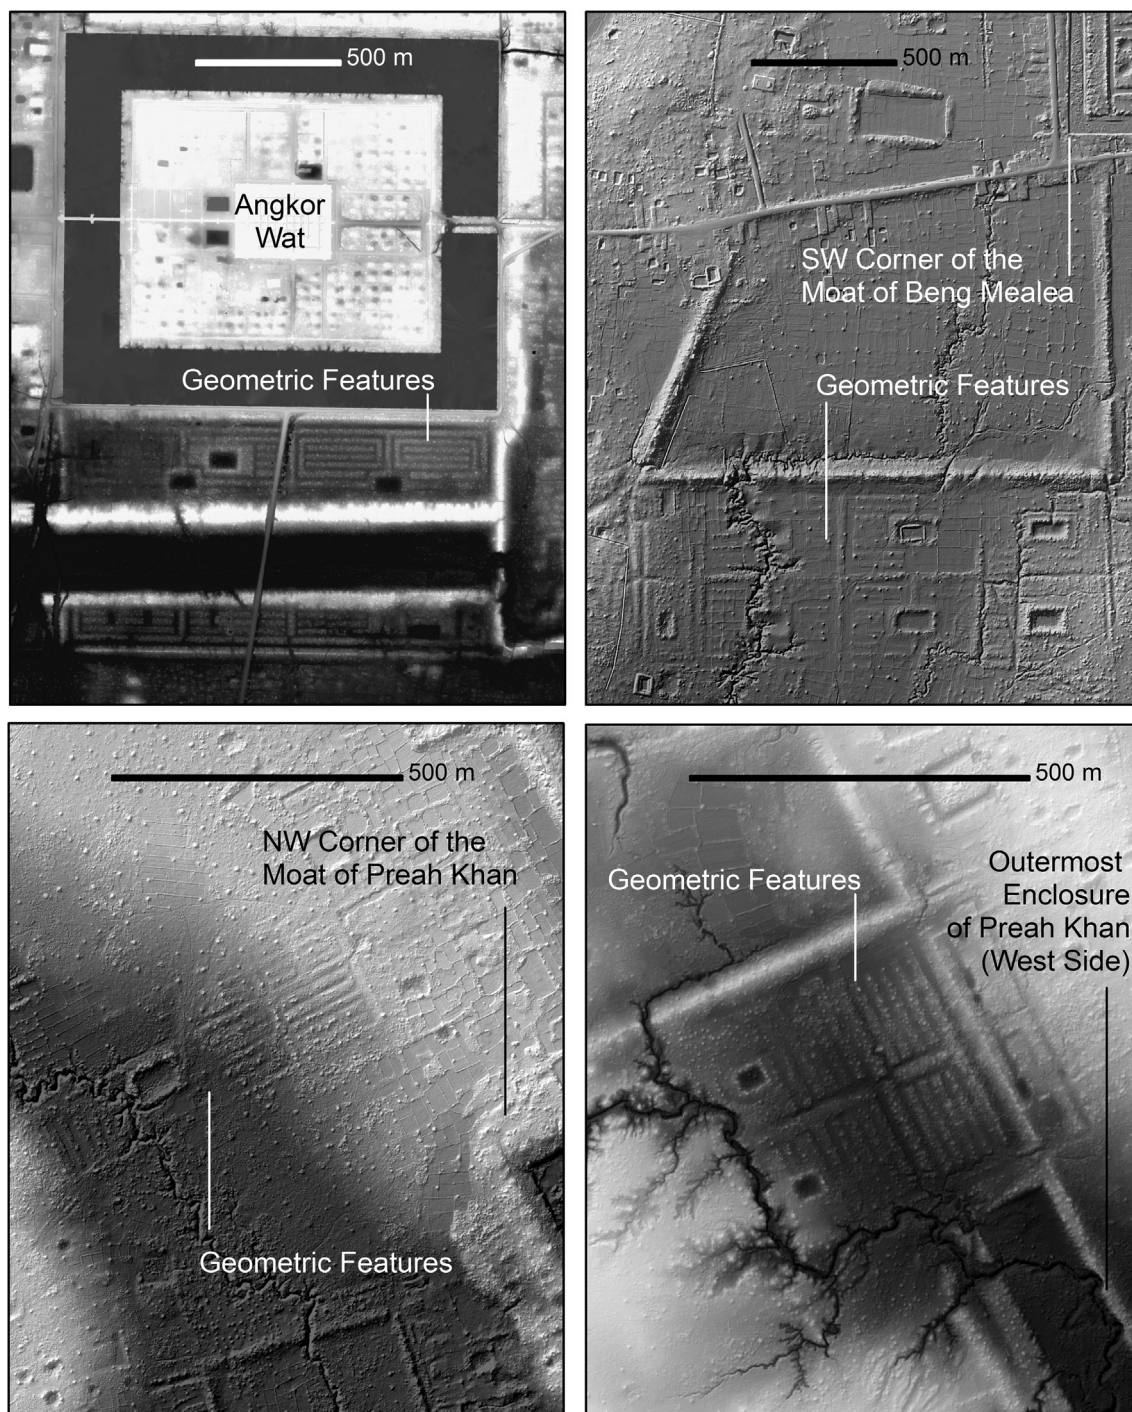 500 m
Angkor
Wat
Geometric Features
500 m
SW Corner of the
Moat of Beng Mealea
Geometric Features
500 m
NW Corner of the
Moat of Preah Khan
Geometric Features
500 m
Geometric Features
Outermost
Enclosure
of Preah Khan
(West Side)